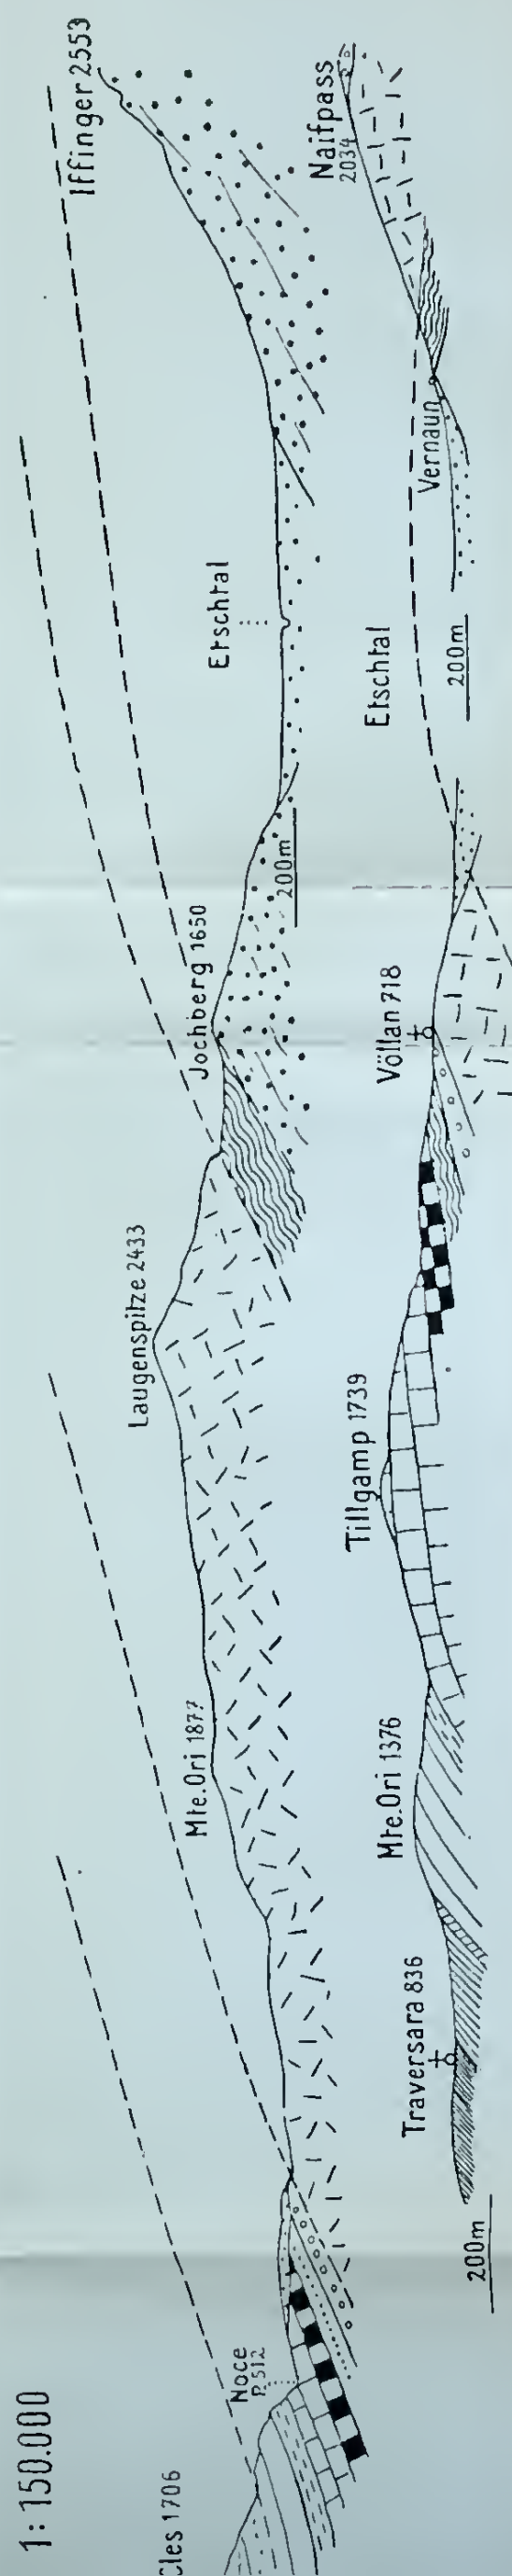 1:150.000
Cles 1706
Noce
P. 512
Mte. Ori 1877
Laugenspitze 2433
Jochberg 1650
200m
Etschtal
Iffinger 2553
200m
Traversara 836
Mte. Ori 1376
Tillgamp 1739
Völlan 718
Etschtal
200m
Vernaun
Naifpass
2034